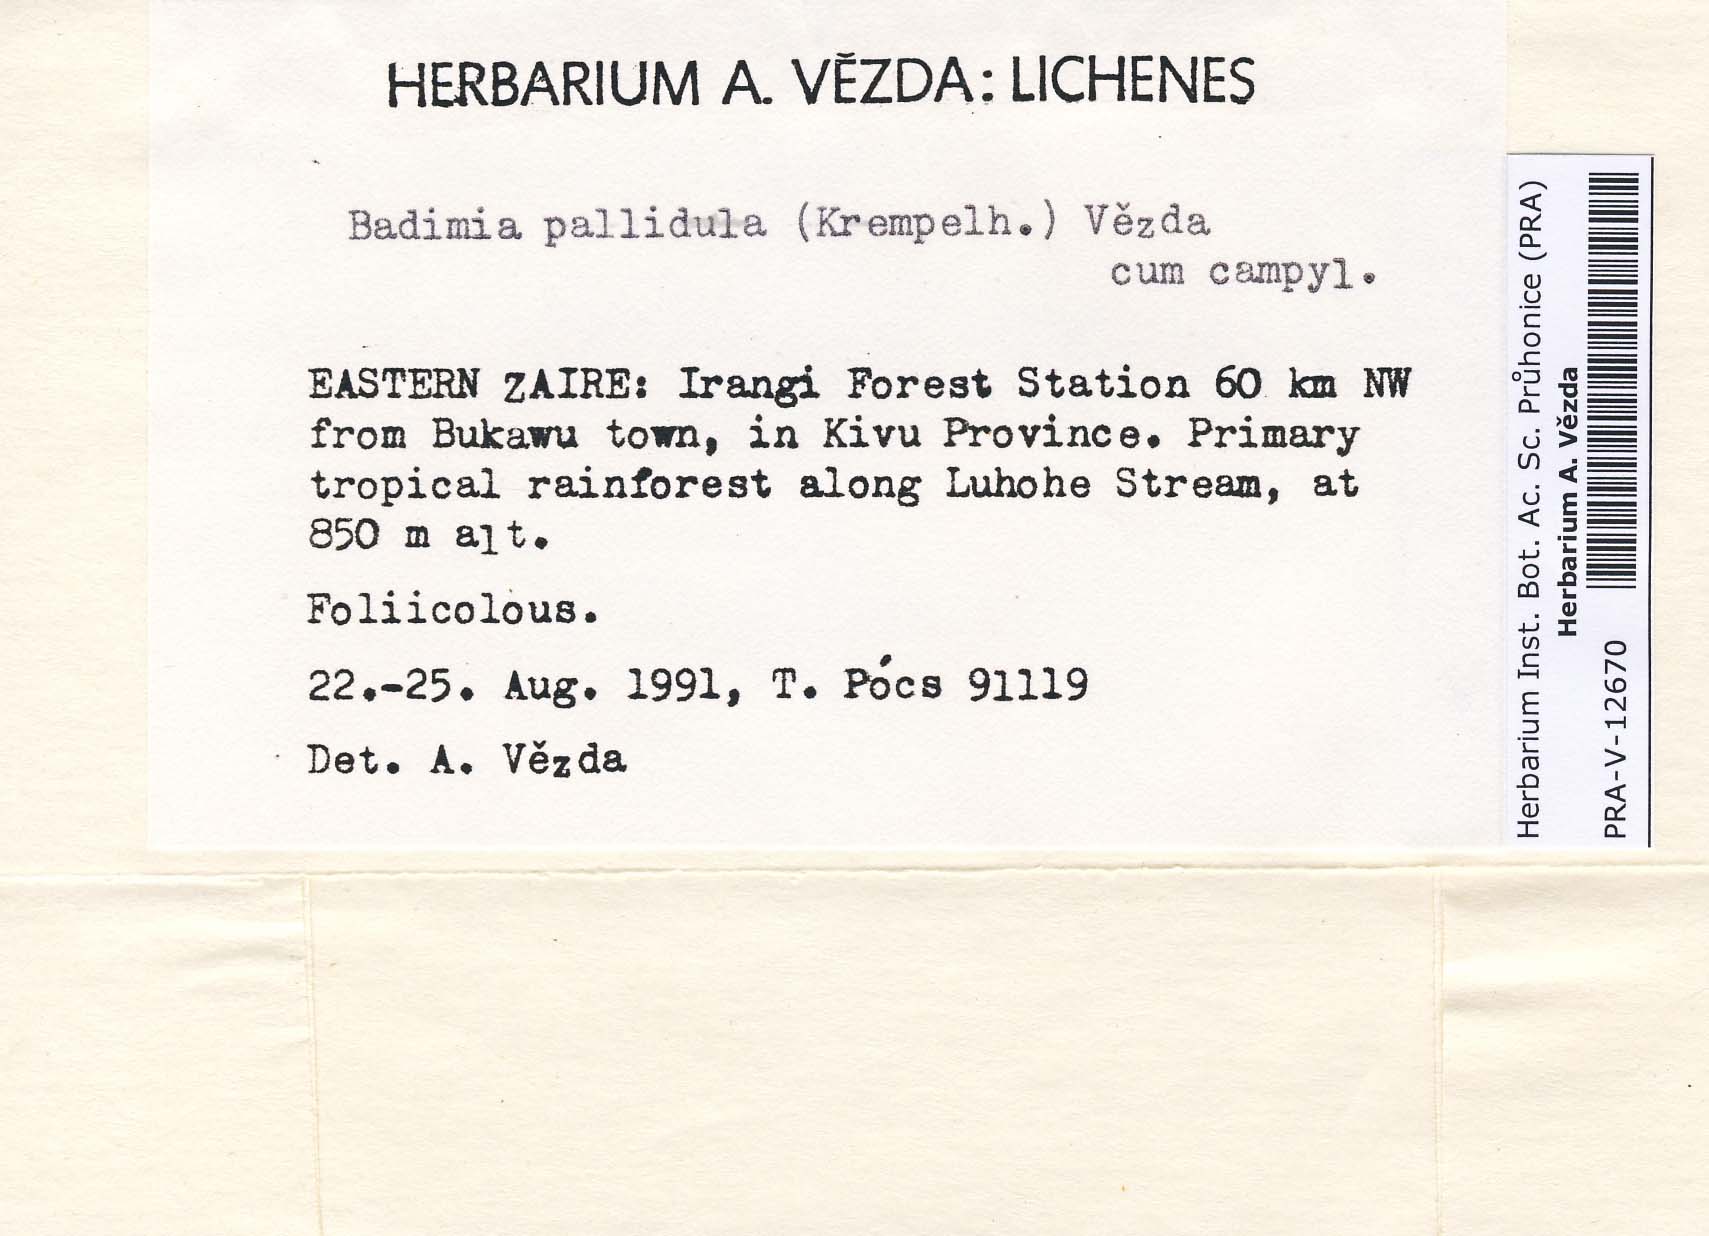 HERBARIUM A. VĚZDA: LICHENES
Badimia pallidula (Krempelh.) Vězda
cum campyl.
EASTERN ZAIRE: Irangi Forest Station 60 km NW
from Bukawu town, in Kivu Province. Primary
tropical rainforest along Luhohe Stream, at
850 m alt.
Foliicolous.
22.-25. Aug. 1991, T. Pócs 91119
Det. A. Vězda
Herbarium Inst. Bot. Ac. Sc. Průhonice (PRA)
Herbarium A. Vězda
PRA-V-12670